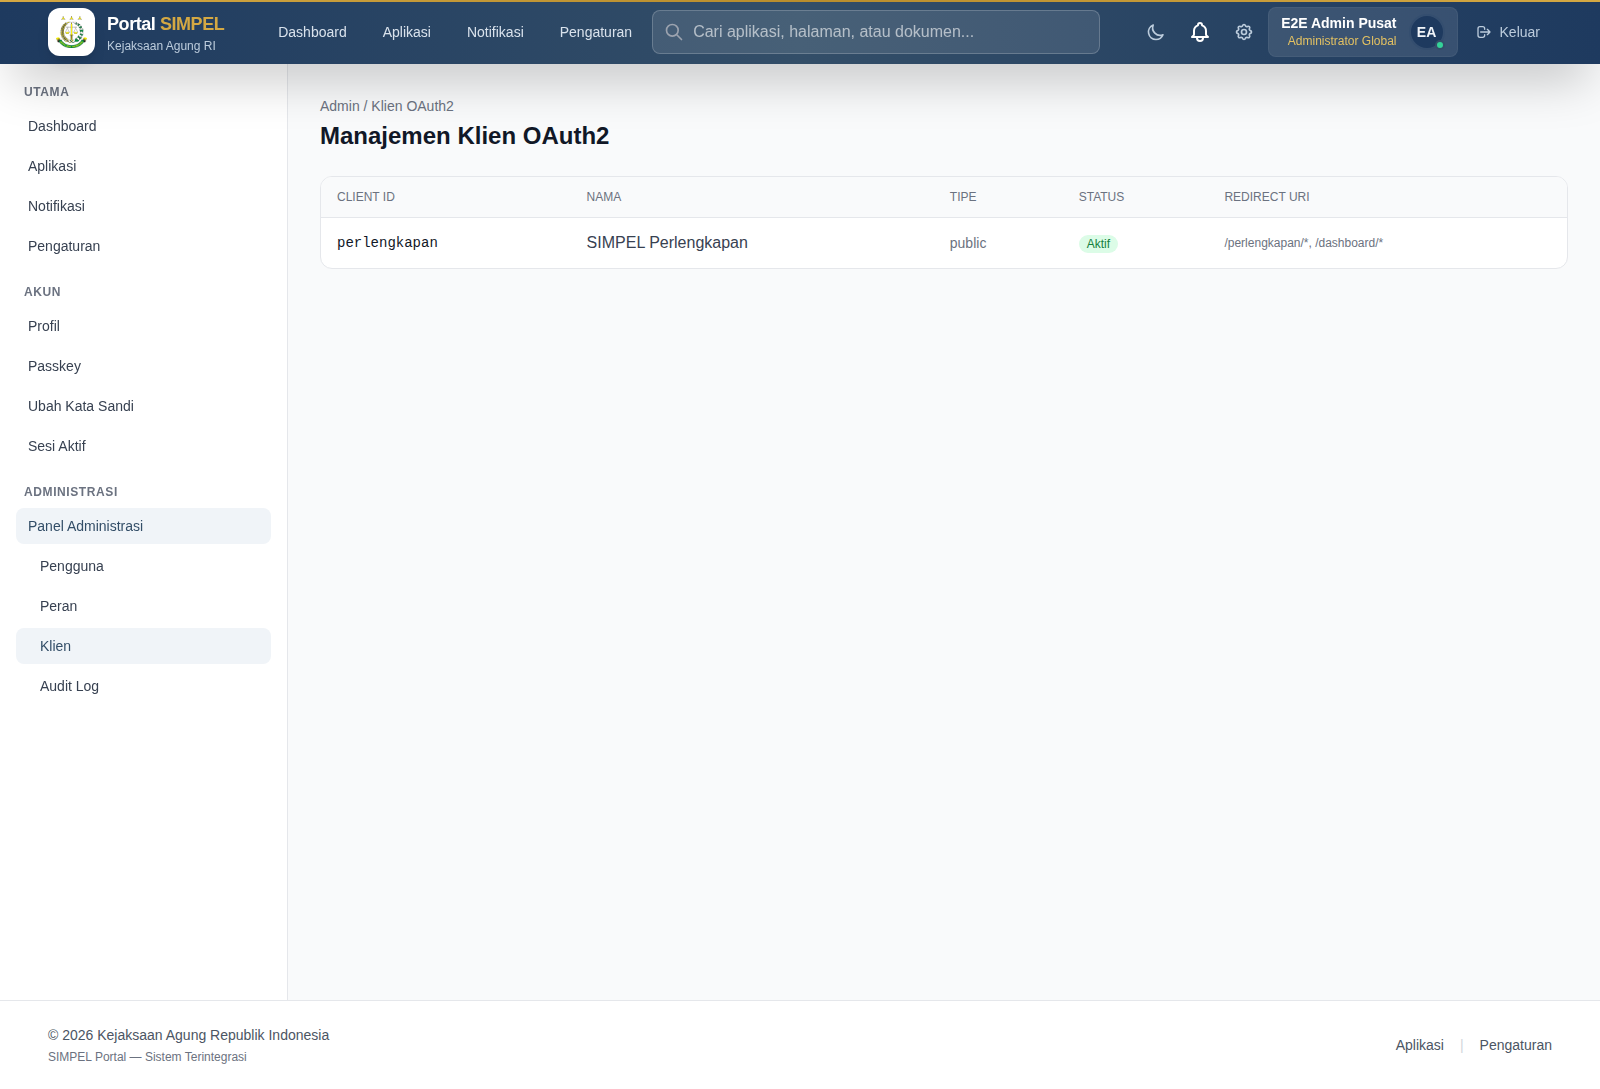 Portal SIMPEL
Kejaksaan Agung RI
Dashboard
Aplikasi
Notifikasi
Pengaturan
Cari aplikasi, halaman, atau dokumen...
E2E Admin Pusat
Administrator Global
EA
Keluar
UTAMA
Dashboard
Aplikasi
Notifikasi
Pengaturan
AKUN
Profil
Passkey
Ubah Kata Sandi
Sesi Aktif
ADMINISTRASI
Panel Administrasi
Pengguna
Peran
Klien
Audit Log
Admin / Klien OAuth2
Manajemen Klien OAuth2
CLIENT ID NAMA TIPE STATUS REDIRECT URI
perlengkapan SIMPEL Perlengkapan public Aktif /perlengkapan/*, /dashboard/*
© 2026 Kejaksaan Agung Republik Indonesia
SIMPEL Portal — Sistem Terintegrasi
Aplikasi | Pengaturan